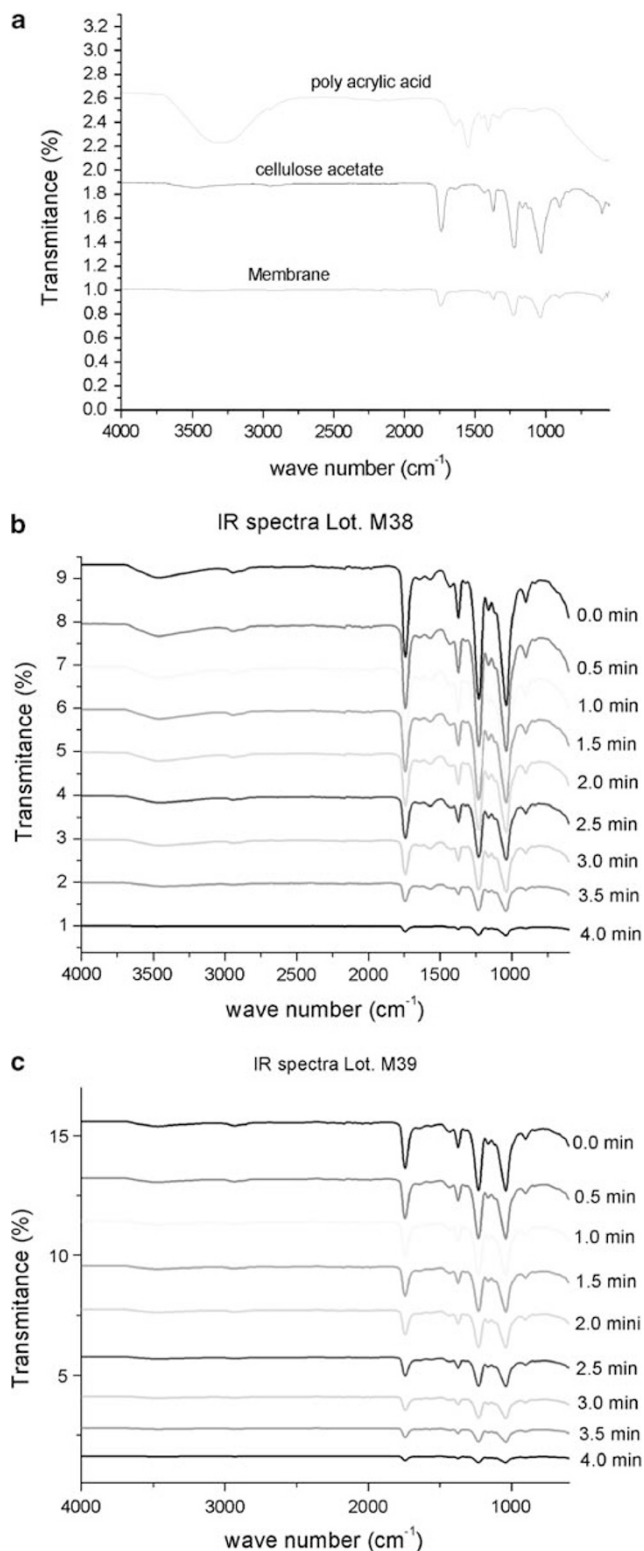 a
3.2
3.0
2.8
2.6
2.4
2.2
2.0
1.8
1.6
1.4
1.2
1.0
0.8
0.6
0.4
0.2
0.0
Transmitance (%)
poly acrylic acid
cellulose acetate
Membrane
4000 3500 3000 2500 2000 1500 1000
wave number (cm⁻¹)
b
IR spectra Lot. M38
9
8
7
6
5
4
3
2
1
Transmitance (%)
0.0 min
0.5 min
1.0 min
1.5 min
2.0 min
2.5 min
3.0 min
3.5 min
4.0 min
4000 3500 3000 2500 2000 1500 1000
wave number (cm⁻¹)
c
IR spectra Lot. M39
15
10
5
Transmitance (%)
0.0 min
0.5 min
1.0 min
1.5 min
2.0 mini
2.5 min
3.0 min
3.5 min
4.0 min
4000 3500 3000 2500 2000 1500 1000
wave number (cm⁻¹)